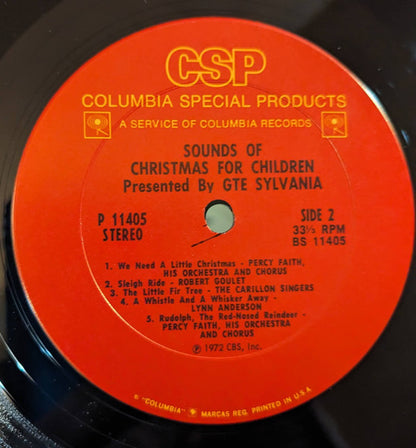 CSP
COLUMBIA SPECIAL PRODUCTS
A SERVICE OF COLUMBIA RECORDS
SOUNDS OF
CHRISTMAS FOR CHILDREN
Presented By GTE SYLVANIA
P 11405
STEREO
SIDE 2
33⅓ RPM
BS 11405
1. We Need A Little Christmas - PERCY FAITH,
HIS ORCHESTRA AND CHORUS
2. Sleigh Ride - ROBERT GOULET
3. The Little Fir Tree - THE CARILLON SINGERS
4. A Whistle And A Whisker Away -
LYNN ANDERSON
5. Rudolph, The Red-Nosed Reindeer -
PERCY FAITH, HIS ORCHESTRA
AND CHORUS
℗ 1972 CBS, Inc.
® "COLUMBIA" MARCAS REG. PRINTED IN U.S.A.